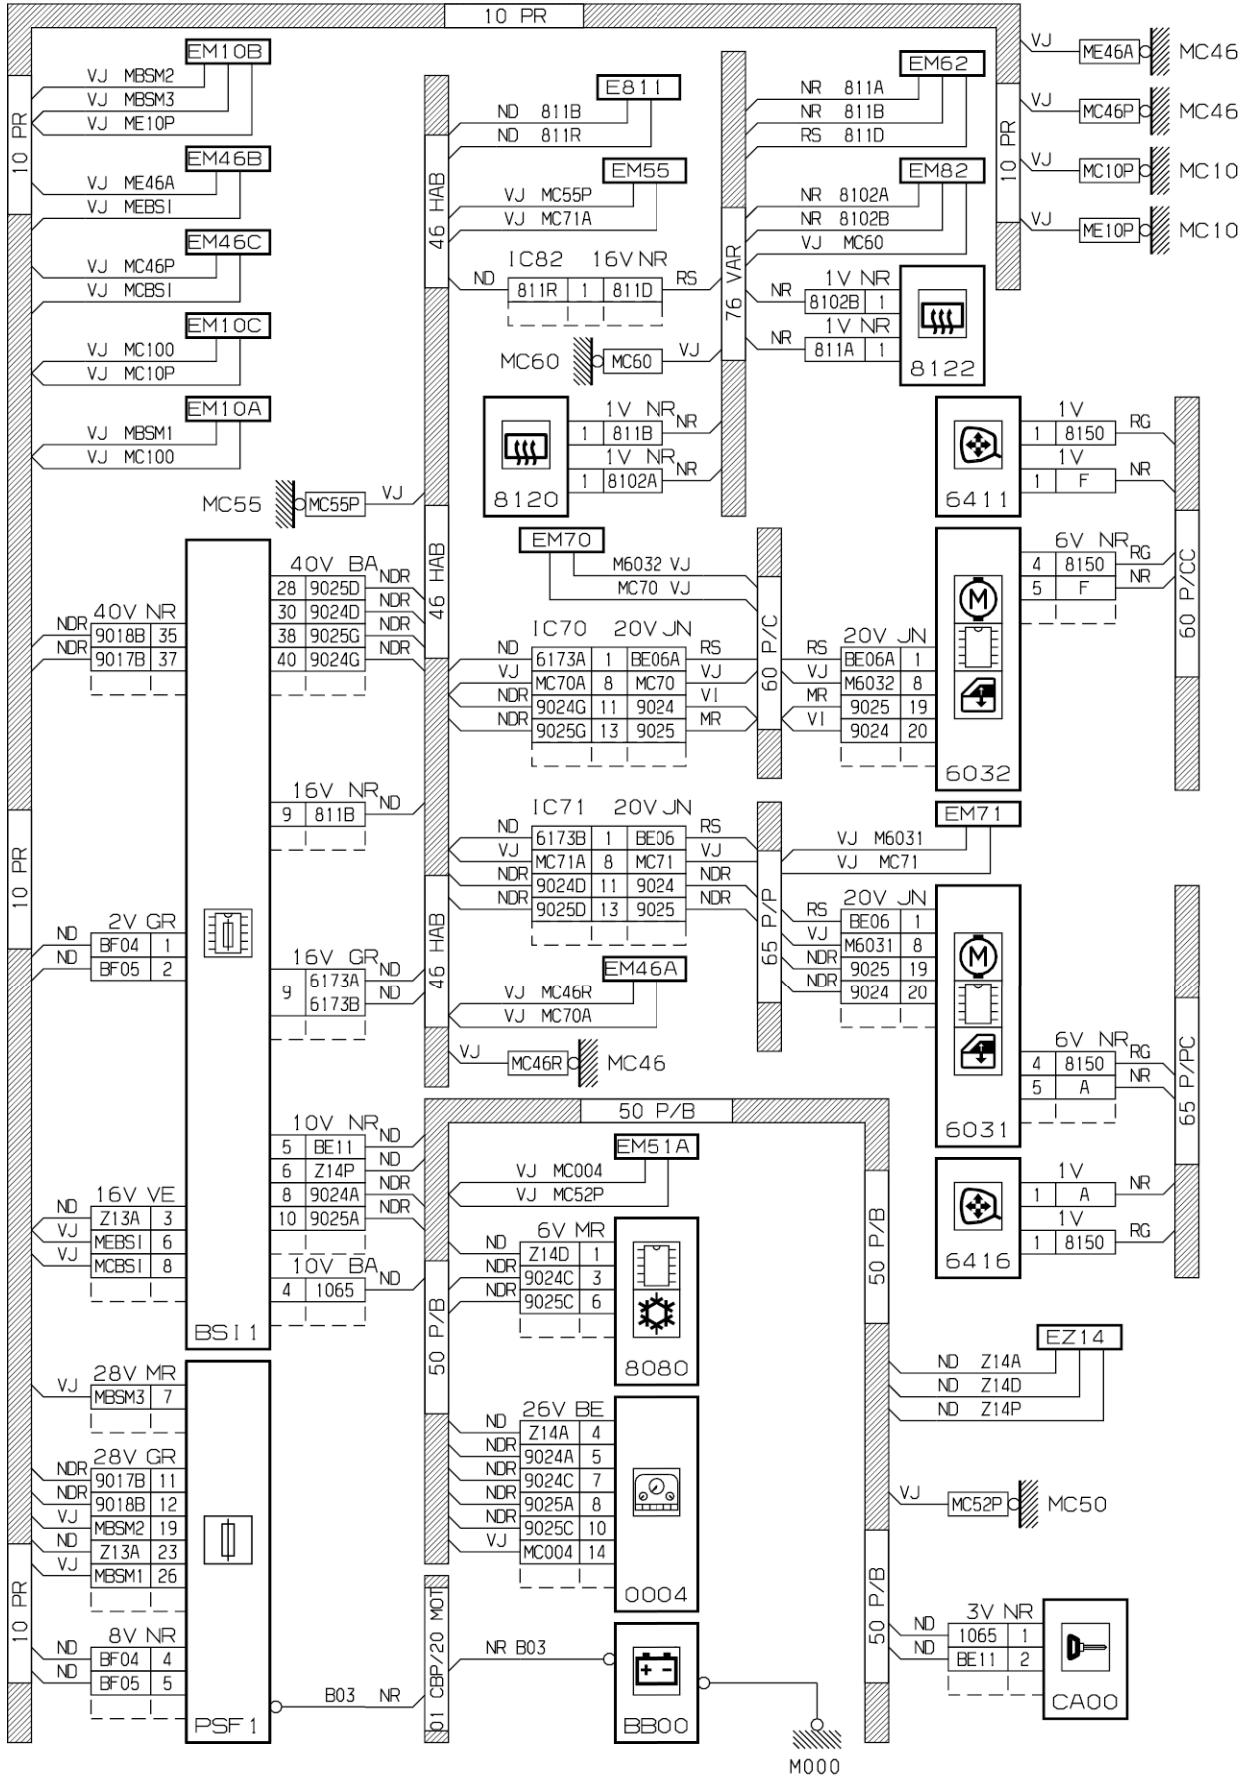 10 PR
EM10B
VJ MBSM2
VJ MBSM3
VJ ME10P
10 PR
EM46B
VJ ME46A
VJ MEBSI
EM46C
VJ MC46P
VJ MCBSI
EM10C
VJ MC100
VJ MC10P
EM10A
VJ MBSM1
VJ MC100
MC55
MC55P
VJ
E811
ND 811B
ND 811R
46 HAB
EM55
VJ MC55P
VJ MC71A
IC82 16V NR
ND 811R 1 811D RS
MC60
MC60
VJ
EM62
NR 811A
NR 811B
RS 811D
EM82
NR 8102A
NR 8102B
VJ MC60
76 VAR
1V NR
NR 8102B 1
1V NR
NR 811A 1
8122
10 PR
VJ ME46A MC46
VJ MC46P MC46
VJ MC10P MC10
VJ ME10P MC10
1V NR
1 811B NR
1V NR
1 8102A NR
8120
1V
1 8150 RG
1V
1 F NR
6411
6V NR
4 8150 RG
5 F NR
60 P/CC
40V BA
28 9025D NDR
30 9024D NDR
38 9025G NDR
40 9024G NDR
46 HAB
40V NR
NDR 9018B 35
NDR 9017B 37
EM70
M6032 VJ
MC70 VJ
IC70 20V JN
ND 6173A 1 BE06A RS
VJ MC70A 8 MC70 VJ
NDR 9024G 11 9024 VI
NDR 9025G 13 9025 MR
60 P/C
20V JN
RS BE06A 1
VJ M6032 8
MR 9025 19
VI 9024 20
M
6032
16V NR
9 811B ND
10 PR
IC71 20V JN
ND 6173B 1 BE06 RS
VJ MC71A 8 MC71 VJ
NDR 9024D 11 9024 NDR
NDR 9025D 13 9025 NDR
EM71
VJ M6031
VJ MC71
65 P/P
20V JN
RS BE06 1
VJ M6031 8
NDR 9025 19
NDR 9024 20
M
6031
2V GR
ND BF04 1
ND BF05 2
16V GR
9 6173A ND
6173B ND
46 HAB
EM46A
VJ MC46R
VJ MC70A
VJ MC46R MC46
6V NR
4 8150 RG
5 A NR
65 P/PC
1V
1 A NR
1V
1 8150 RG
6416
50 P/B
10V NR
5 BE11 ND
6 Z14P ND
8 9024A NDR
10 9025A NDR
EM51A
VJ MC004
VJ MC52P
16V VE
ND Z13A 3
VJ MEBSI 6
VJ MCBSI 8
10V BA
4 1065 ND
BSI1
6V MR
ND Z14D 1
NDR 9024C 3
NDR 9025C 6
8080
50 P/B
50 P/B
EZ14
ND Z14A
ND Z14D
ND Z14P
28V MR
VJ MBSM3 7
28V GR
NDR 9017B 11
NDR 9018B 12
VJ MBSM2 19
ND Z13A 23
VJ MBSM1 26
8V NR
ND BF04 4
ND BF05 5
PSF1
10 PR
26V BE
ND Z14A 4
NDR 9024A 5
NDR 9024C 7
NDR 9025A 8
NDR 9025C 10
VJ MC004 14
0004
VJ MC52P MC50
50 P/B
3V NR
ND 1065 1
ND BE11 2
CA00
B03 NR
01 CBP/20 MOT
NR B03
+ -
BB00
M000